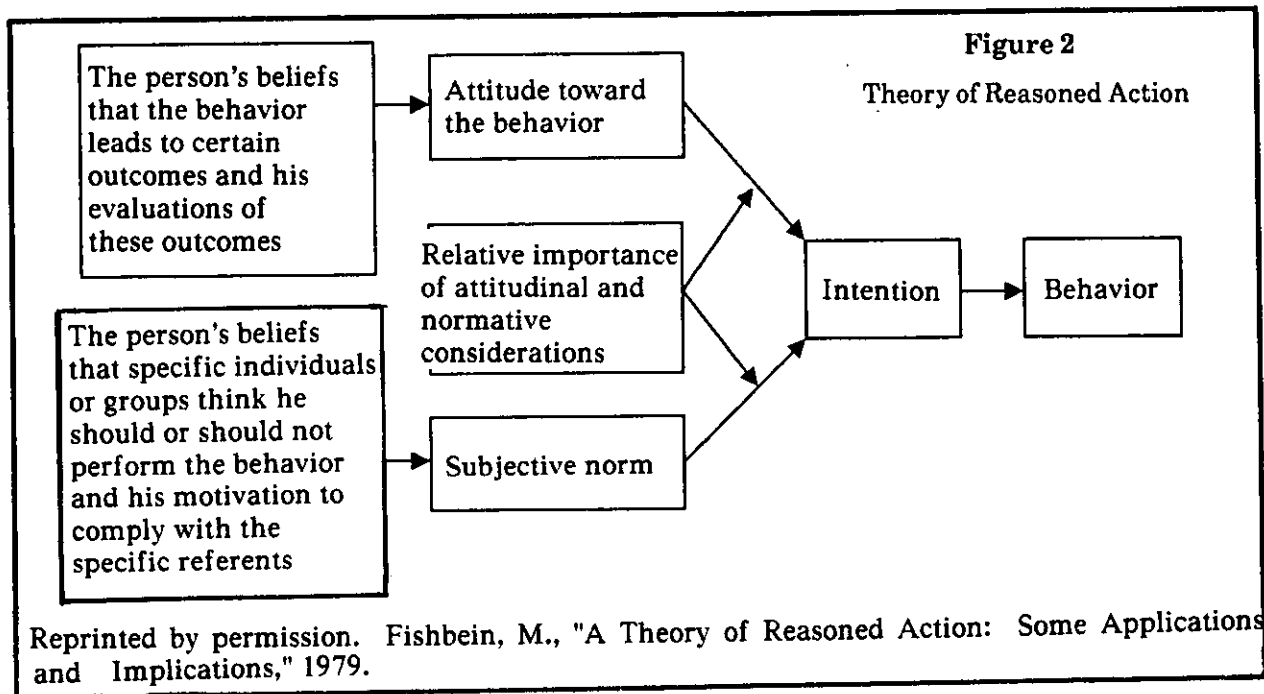 Figure 2
Theory of Reasoned Action
The person's beliefs
that the behavior
leads to certain
outcomes and his
evaluations of
these outcomes
Attitude toward
the behavior
Relative importance
of attitudinal and
normative
considerations
Intention
Behavior
The person's beliefs
that specific individuals
or groups think he
should or should not
perform the behavior
and his motivation to
comply with the
specific referents
Subjective norm
Reprinted by permission. Fishbein, M., "A Theory of Reasoned Action: Some Applications
and Implications," 1979.